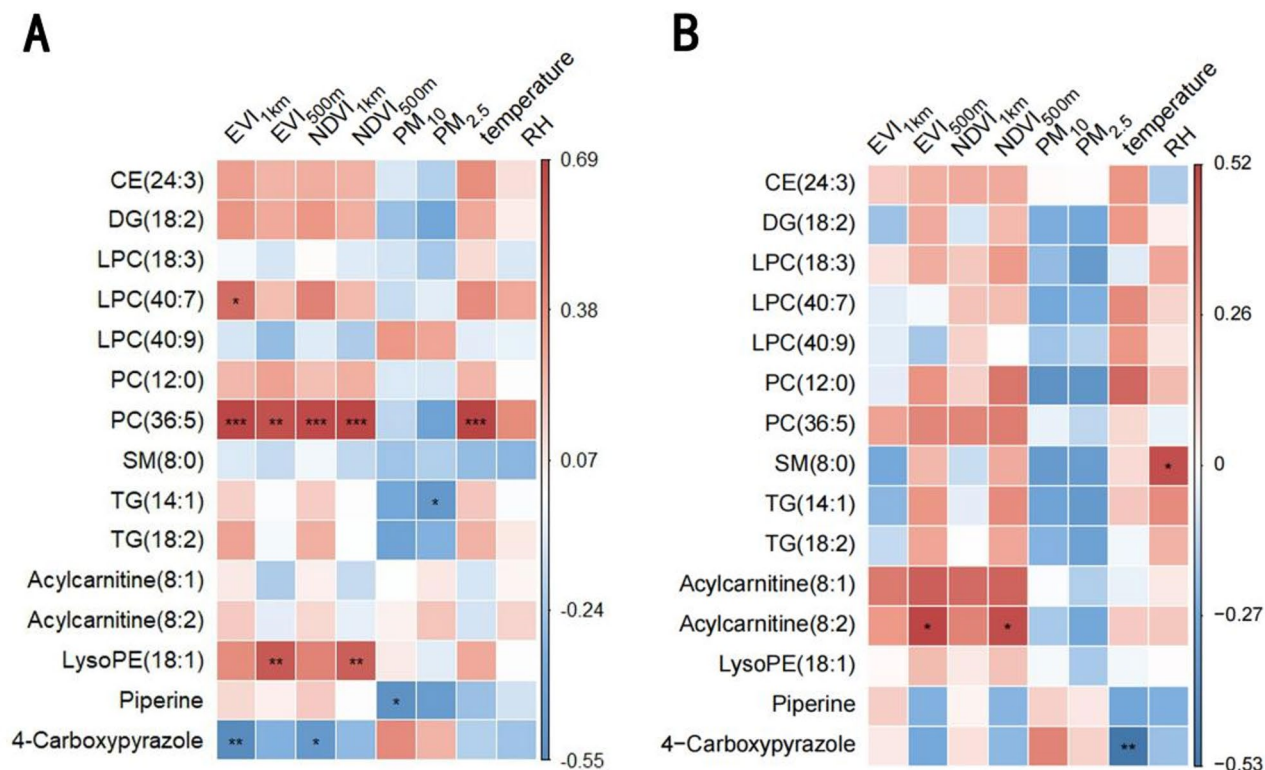 A
EVI1km
EVI500m
NDVI1km
NDVI500m
PM10
PM2.5
temperature
RH
CE(24:3)
DG(18:2)
LPC(18:3)
LPC(40:7)
*
LPC(40:9)
PC(12:0)
PC(36:5)
*** ** *** *** ***
SM(8:0)
TG(14:1)
*
TG(18:2)
Acylcarnitine(8:1)
Acylcarnitine(8:2)
LysoPE(18:1)
** **
Piperine
*
4-Carboxypyrazole
** *
0.69
0.38
0.07
-0.24
-0.55
B
EVI1km
EVI500m
NDVI1km
NDVI500m
PM10
PM2.5
temperature
RH
CE(24:3)
DG(18:2)
LPC(18:3)
LPC(40:7)
LPC(40:9)
PC(12:0)
PC(36:5)
SM(8:0)
*
TG(14:1)
TG(18:2)
Acylcarnitine(8:1)
Acylcarnitine(8:2)
* *
LysoPE(18:1)
Piperine
4−Carboxypyrazole
**
0.52
0.26
0
−0.27
−0.53